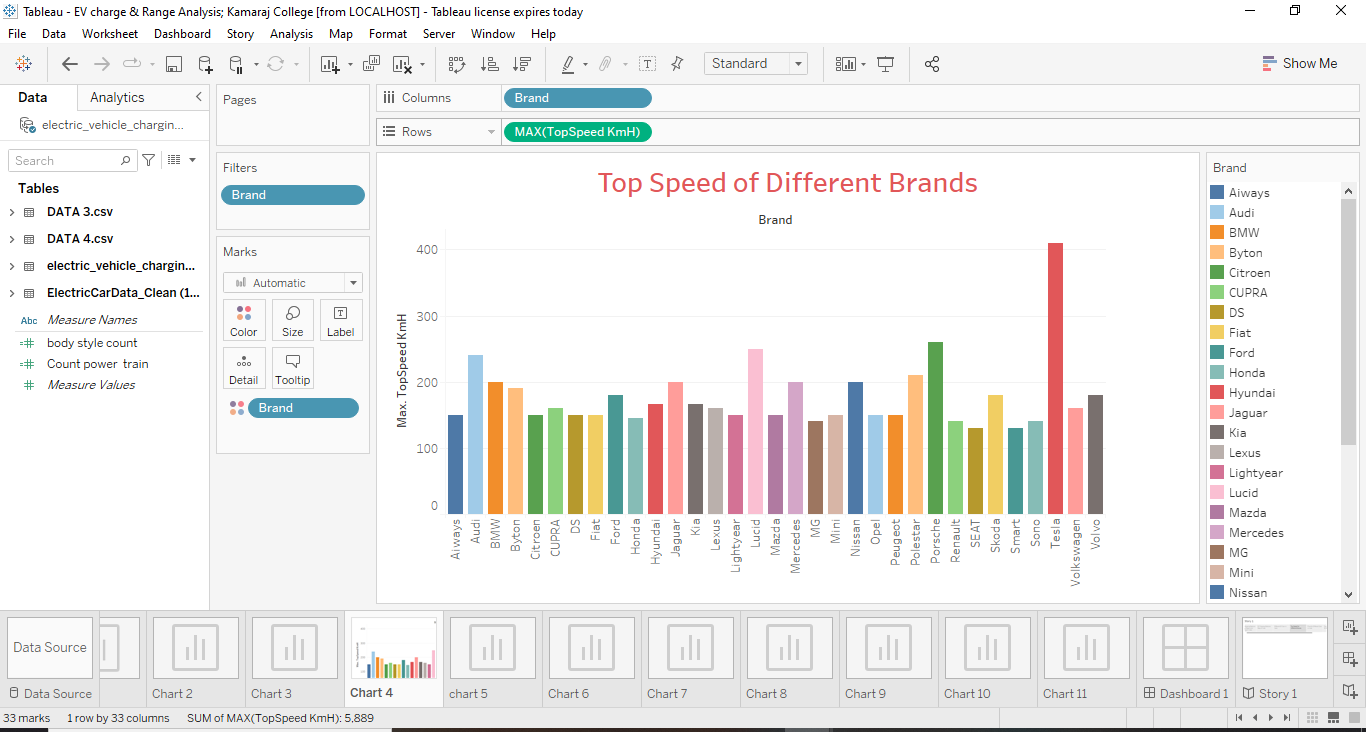 Tableau - EV charge & Range Analysis; Kamaraj College [from LOCALHOST] - Tableau license expires today
File Data Worksheet Dashboard Story Analysis Map Format Server Window Help
Standard
Show Me
Data Analytics
electric_vehicle_chargin...
Search
Tables
DATA 3.csv
DATA 4.csv
electric_vehicle_chargin...
ElectricCarData_Clean (1...
Abc Measure Names
body style count
Count power train
Measure Values
Pages
Filters
Brand
Marks
Automatic
Color Size Label
Detail Tooltip
Brand
Columns Brand
Rows MAX(TopSpeed KmH)
Top Speed of Different Brands
Brand
Max. TopSpeed KmH
400
300
200
100
0
Aiways Audi BMW Byton Citroen CUPRA DS Fiat Ford Honda Hyundai Jaguar Kia Lexus Lightyear Lucid Mazda Mercedes MG Mini Nissan Opel Peugeot Polestar Porsche Renault SEAT Skoda Smart Sono Tesla Volkswagen Volvo
Brand
Aiways
Audi
BMW
Byton
Citroen
CUPRA
DS
Fiat
Ford
Honda
Hyundai
Jaguar
Kia
Lexus
Lightyear
Lucid
Mazda
Mercedes
MG
Mini
Nissan
Data Source
Data Source Chart 2 Chart 3 Chart 4 chart 5 Chart 6 Chart 7 Chart 8 Chart 9 Chart 10 Chart 11 Dashboard 1 Story 1
33 marks 1 row by 33 columns SUM of MAX(TopSpeed KmH): 5,889